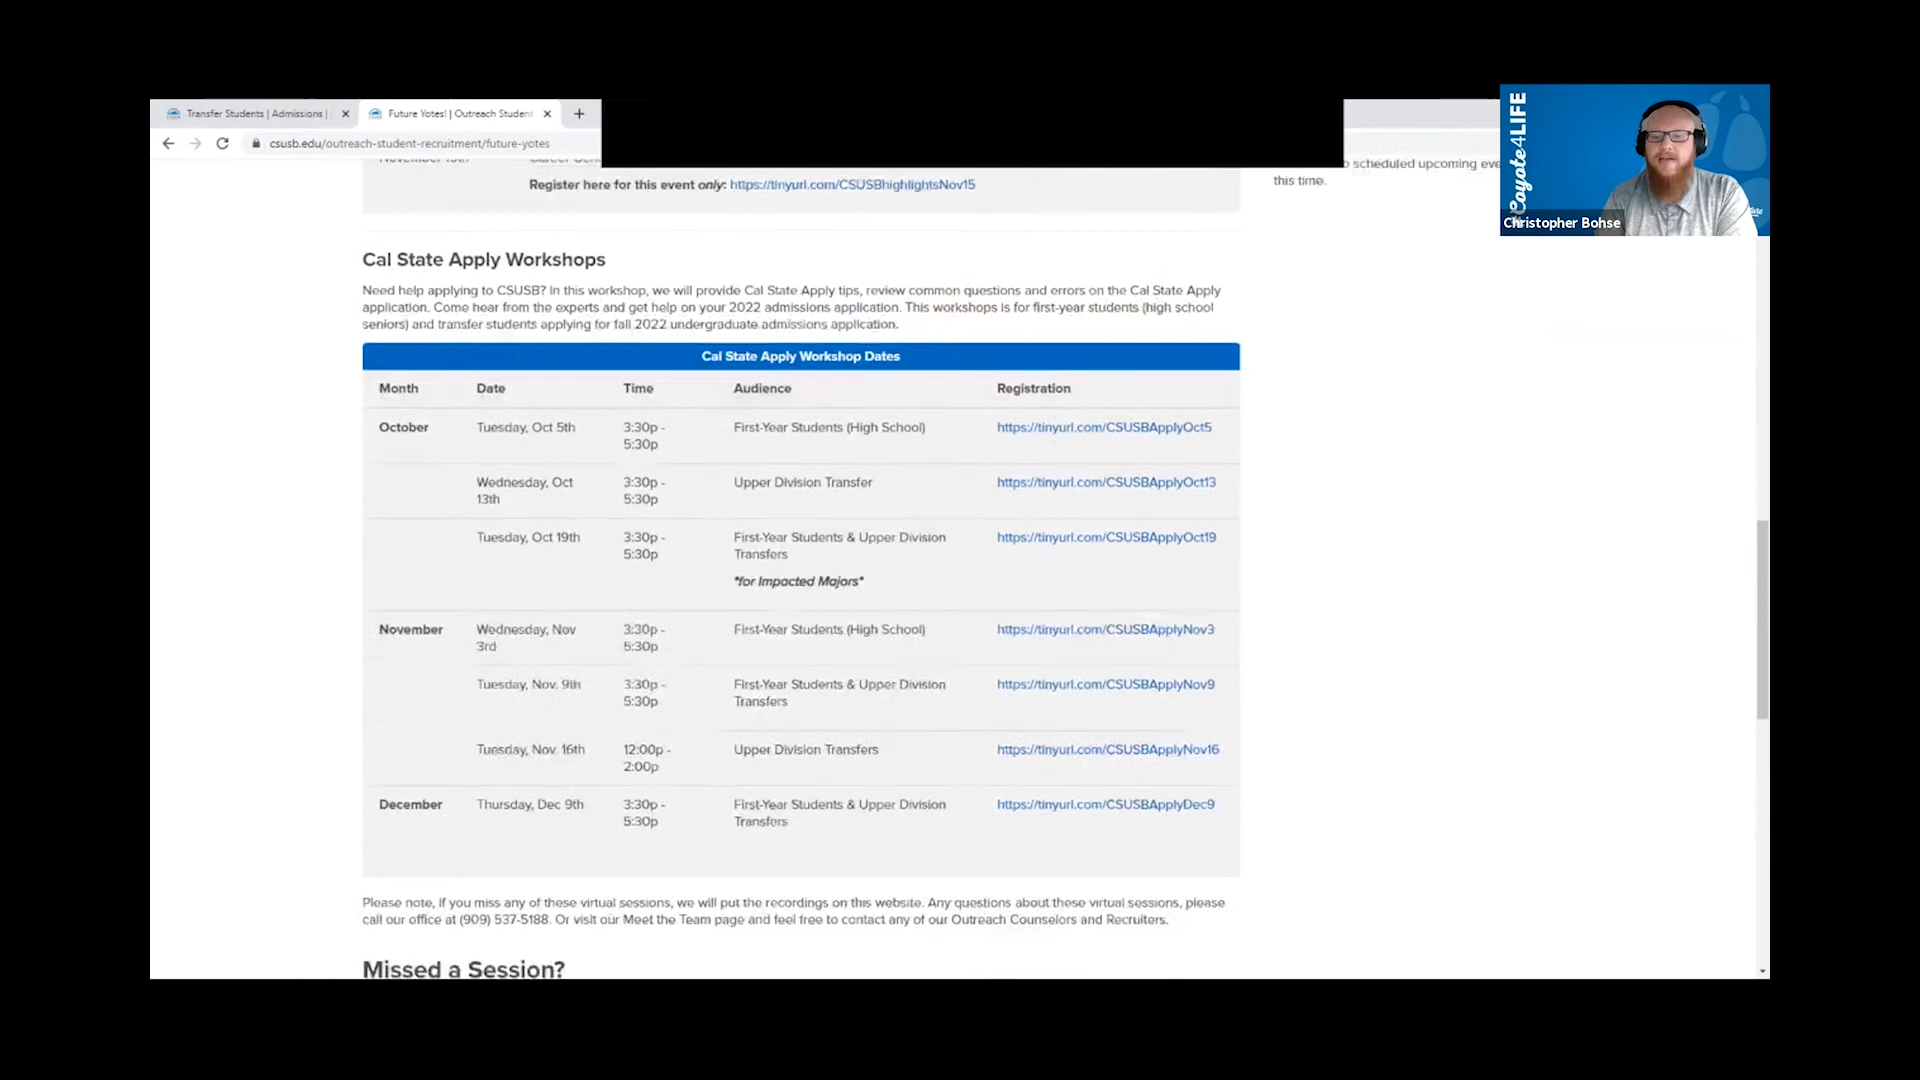 Transfer Students | Admissions |
Future Yotes! | Outreach Student
csusb.edu/outreach-student-recruitment/future-yotes
Register here for this event only: https://tinyurl.com/CSUSBhighlightsNov15
scheduled upcoming eve
this time.
Coyote4LIFE
Christopher Bohse
Cal State Apply Workshops
Need help applying to CSUSB? In this workshop, we will provide Cal State Apply tips, review common questions and errors on the Cal State Apply
application. Come hear from the experts and get help on your 2022 admissions application. This workshops is for first-year students (high school
seniors) and transfer students applying for fall 2022 undergraduate admissions application.
Cal State Apply Workshop Dates
Month Date Time Audience Registration
October Tuesday, Oct 5th 3:30p - First-Year Students (High School) https://tinyurl.com/CSUSBApplyOct5
5:30p
Wednesday, Oct 3:30p - Upper Division Transfer https://tinyurl.com/CSUSBApplyOct13
13th 5:30p
Tuesday, Oct 19th 3:30p - First-Year Students & Upper Division https://tinyurl.com/CSUSBApplyOct19
5:30p Transfers
*for Impacted Majors*
November Wednesday, Nov 3:30p - First-Year Students (High School) https://tinyurl.com/CSUSBApplyNov3
3rd 5:30p
Tuesday, Nov. 9th 3:30p - First-Year Students & Upper Division https://tinyurl.com/CSUSBApplyNov9
5:30p Transfers
Tuesday, Nov. 16th 12:00p - Upper Division Transfers https://tinyurl.com/CSUSBApplyNov16
2:00p
December Thursday, Dec 9th 3:30p - First-Year Students & Upper Division https://tinyurl.com/CSUSBApplyDec9
5:30p Transfers
Please note, if you miss any of these virtual sessions, we will put the recordings on this website. Any questions about these virtual sessions, please
call our office at (909) 537-5188. Or visit our Meet the Team page and feel free to contact any of our Outreach Counselors and Recruiters.
Missed a Session?